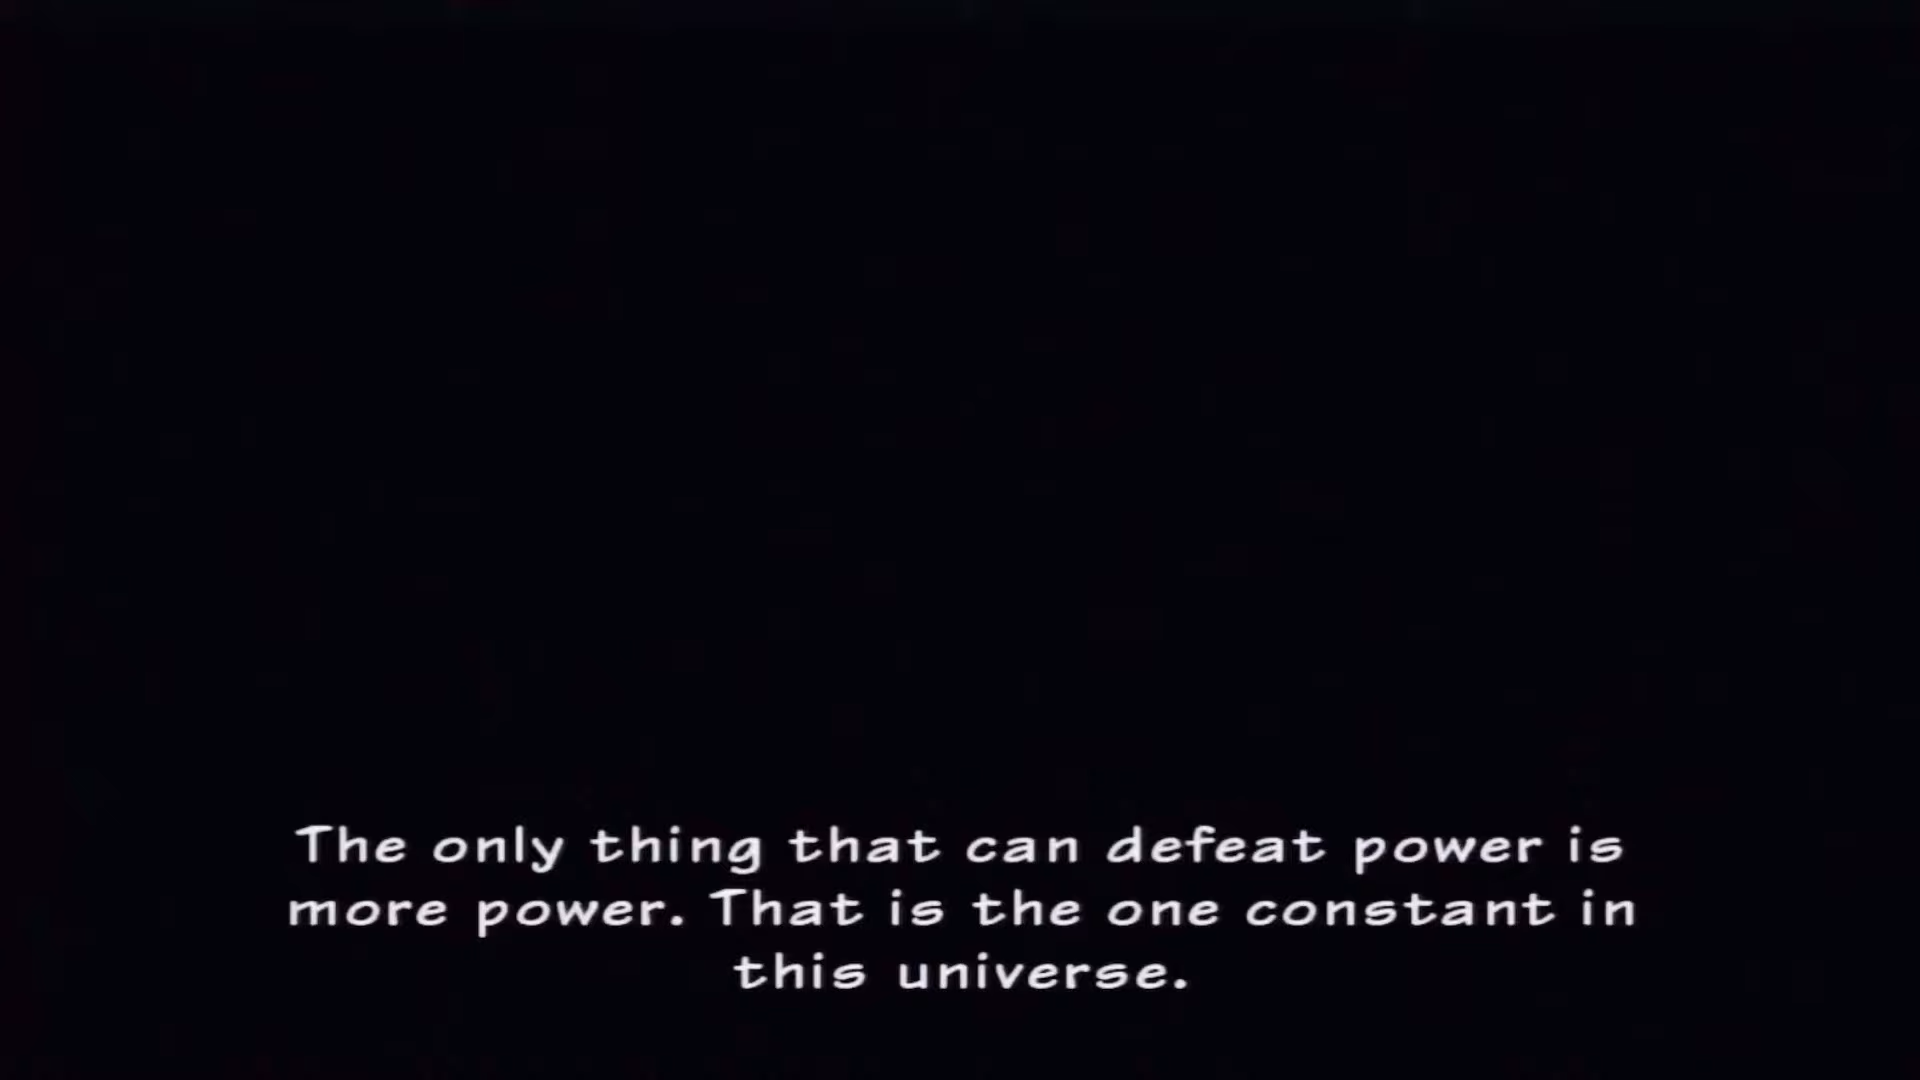 The only thing that can defeat power is
more power. That is the one constant in
this universe.